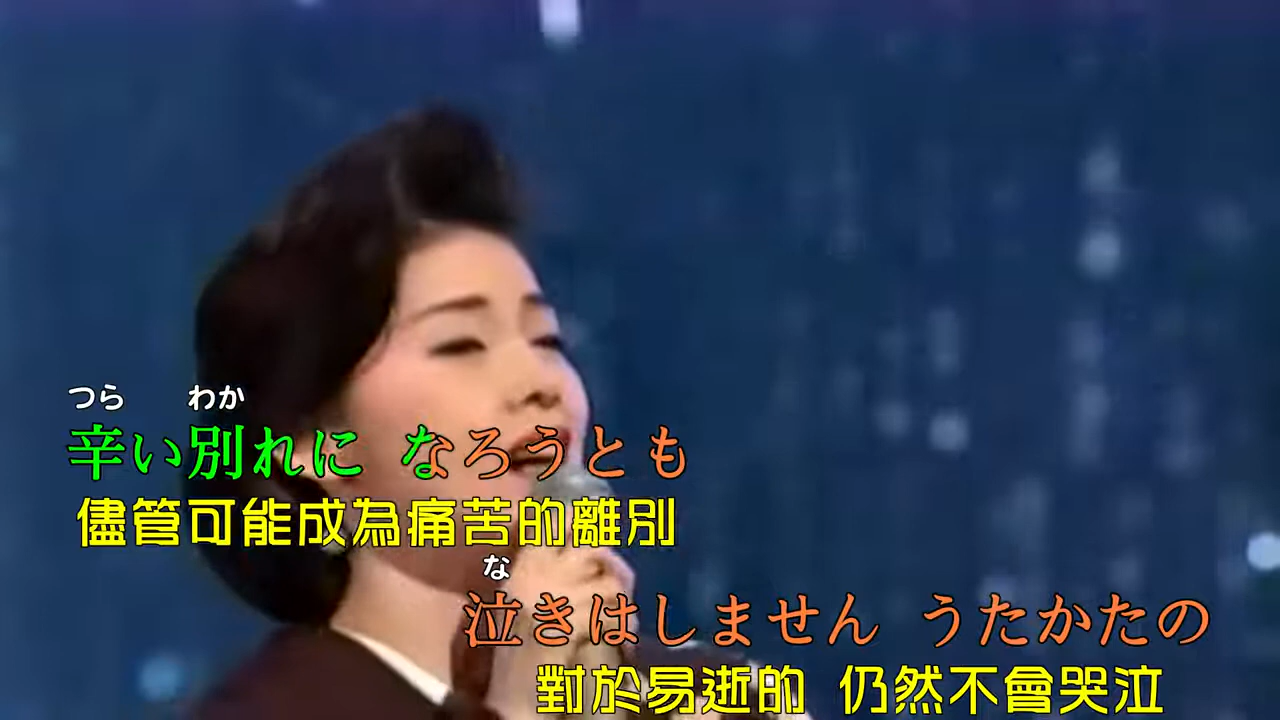 つら わか
辛い別れに なろうとも
儘管可能成為痛苦的離別
な
泣きはしません うたかたの
對於易逝的 仍然不會哭泣